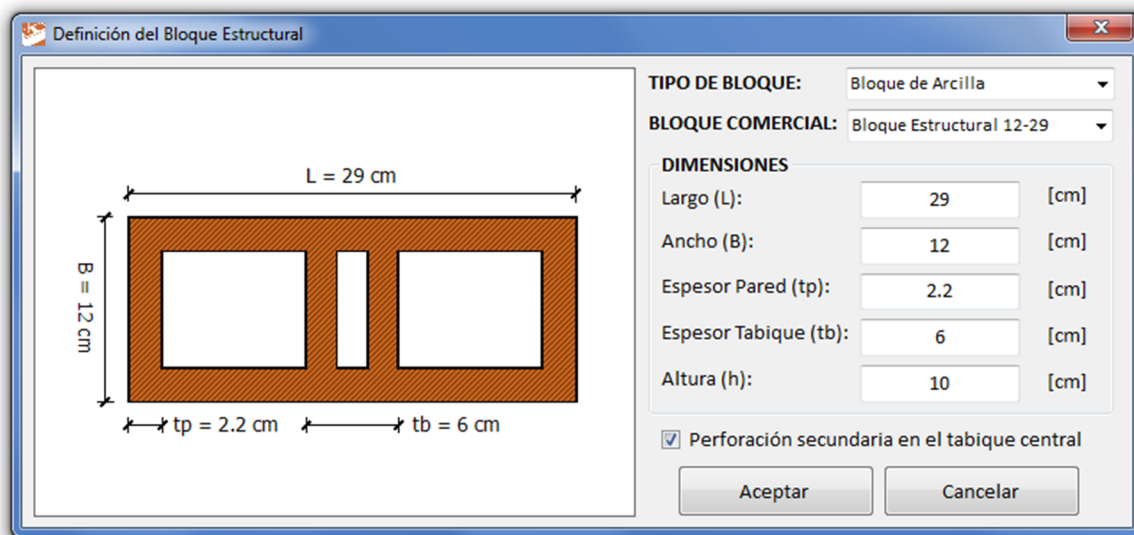 Definición del Bloque Estructural
L = 29 cm
B = 12 cm
tp = 2.2 cm
tb = 6 cm
TIPO DE BLOQUE: Bloque de Arcilla
BLOQUE COMERCIAL: Bloque Estructural 12-29
DIMENSIONES
Largo (L): 29 [cm]
Ancho (B): 12 [cm]
Espesor Pared (tp): 2.2 [cm]
Espesor Tabique (tb): 6 [cm]
Altura (h): 10 [cm]
Perforación secundaria en el tabique central
Aceptar
Cancelar